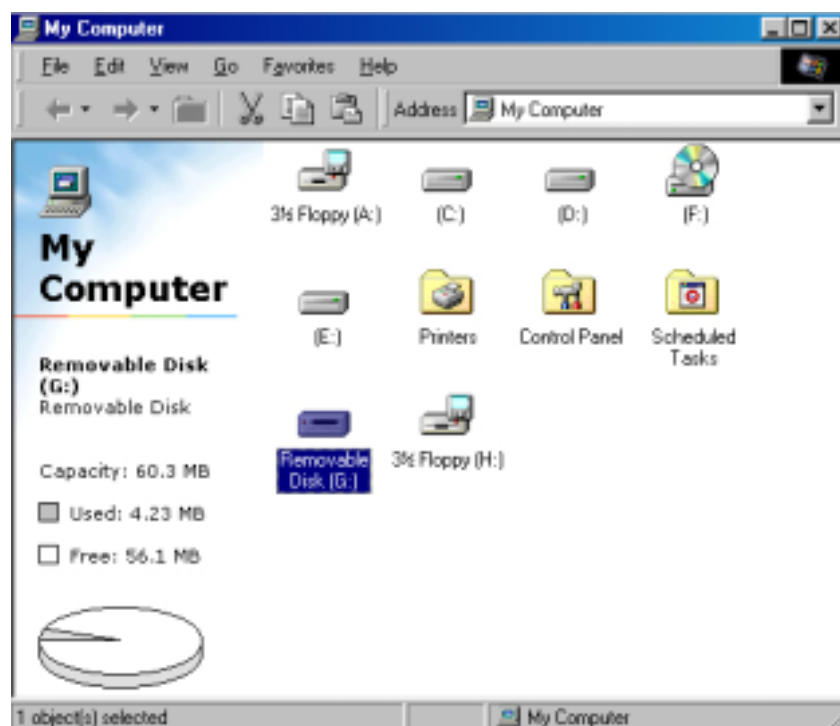 My Computer
File Edit View Go Favorites Help
Address My Computer
3½ Floppy (A:) (C:) (D:) (F:)
My
Computer
(E:) Printers Control Panel Scheduled
Tasks
Removable Disk
(G:)
Removable Disk
Removable
Disk (G:)
3½ Floppy (H:)
Capacity: 60.3 MB
Used: 4.23 MB
Free: 56.1 MB
1 object(s) selected My Computer